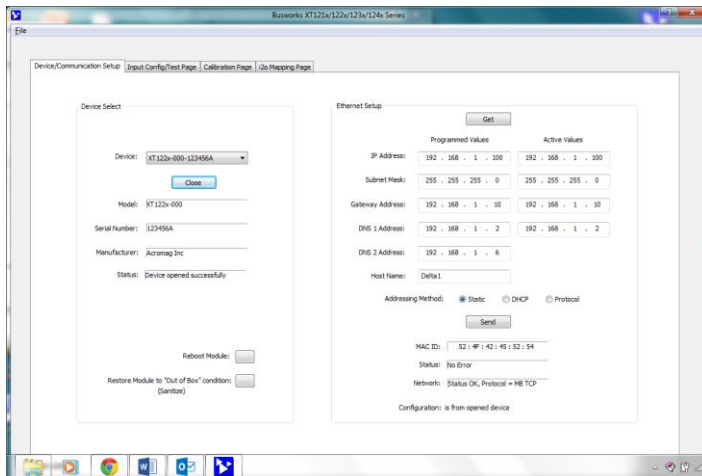 Busworks XT121x/122x/123x/124x Series
File
Device/Communication Setup Input Config/Test Page Calibration Page i2o Mapping Page
Device Select
Device: XT122x-000-123456A
Close
Model: XT122x-000
Serial Number: 123456A
Manufacturer: Acromag Inc
Status: Device opened successfully
Reboot Module:
Restore Module to "Out of Box" condition:
(Sanitize)
Ethernet Setup
Get
Programmed Values Active Values
IP Address: 192 . 168 . 1 . 100 192 . 168 . 1 . 100
Subnet Mask: 255 . 255 . 255 . 0 255 . 255 . 255 . 0
Gateway Address: 192 . 168 . 1 . 10 192 . 168 . 1 . 10
DNS 1 Address: 192 . 168 . 1 . 2 192 . 168 . 1 . 2
DNS 2 Address: 192 . 168 . 1 . 6
Host Name: Delta1
Addressing Method: Static DHCP Protocol
Send
MAC ID: 52 : 4F : 42 : 45 : 52 : 54
Status: No Error
Network: Status OK, Protocol = MB TCP
Configuration: is from opened device